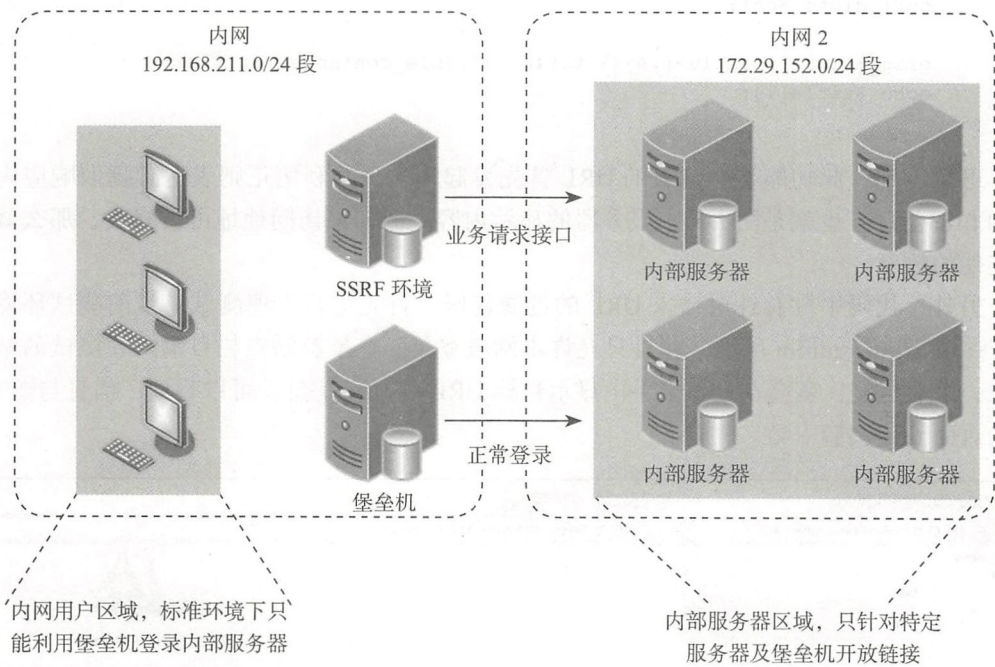 内网
192.168.211.0/24 段
内网 2
172.29.152.0/24 段
SSRF 环境
业务请求接口
内部服务器
内部服务器
堡垒机
正常登录
内部服务器
内部服务器
内网用户区域，标准环境下只
能利用堡垒机登录内部服务器
内部服务器区域，只针对特定
服务器及堡垒机开放链接